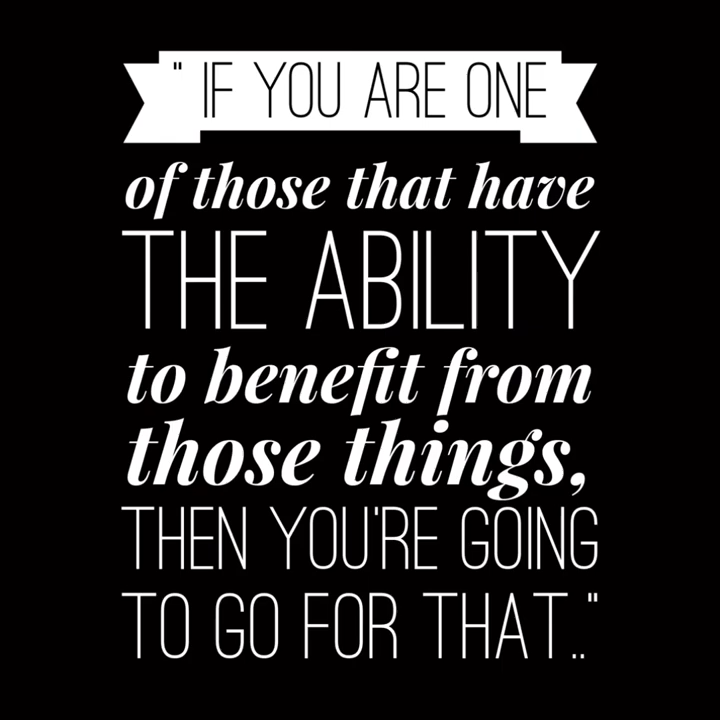 " IF YOU ARE ONE
of those that have
THE ABILITY
to benefit from
those things,
THEN YOU'RE GOING
TO GO FOR THAT.."